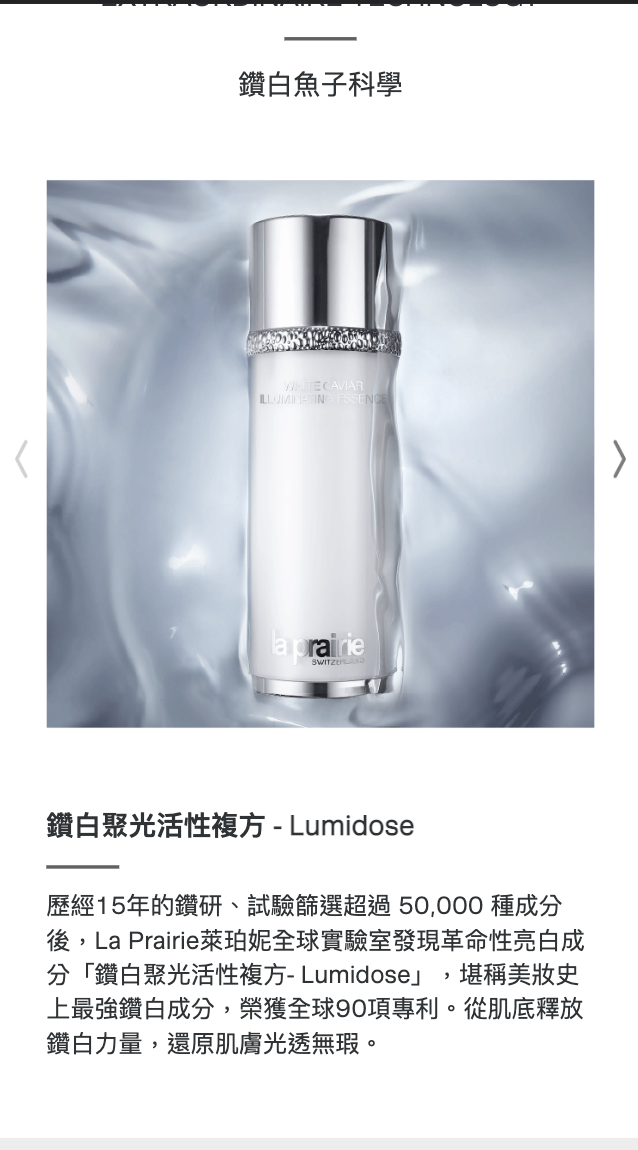 EXTRAORDINAIRE TECHNOLOGY
鑽白魚子科學
WHITE CAVIAR
ILLUMINATING ESSENCE
la prairie
SWITZERLAND
鑽白聚光活性複方 - Lumidose
歷經15年的鑽研、試驗篩選超過 50,000 種成分
後，La Prairie萊珀妮全球實驗室發現革命性亮白成
分「鑽白聚光活性複方- Lumidose」，堪稱美妝史
上最強鑽白成分，榮獲全球90項專利。從肌底釋放
鑽白力量，還原肌膚光透無瑕。